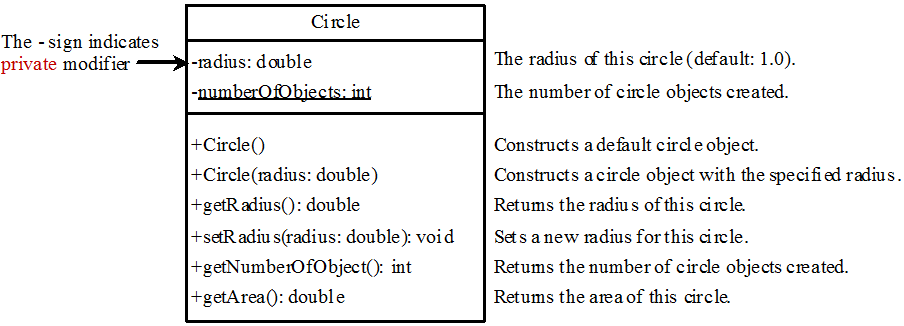 Circle
The - sign indicates
private modifier
-radius: double The radius of this circle (default: 1.0).
-numberOfObjects: int The number of circle objects created.
+Circle() Constructs a default circle object.
+Circle(radius: double) Constructs a circle object with the specified radius.
+getRadius(): double Returns the radius of this circle.
+setRadius(radius: double): void Sets a new radius for this circle.
+getNumberOfObject(): int Returns the number of circle objects created.
+getArea(): double Returns the area of this circle.